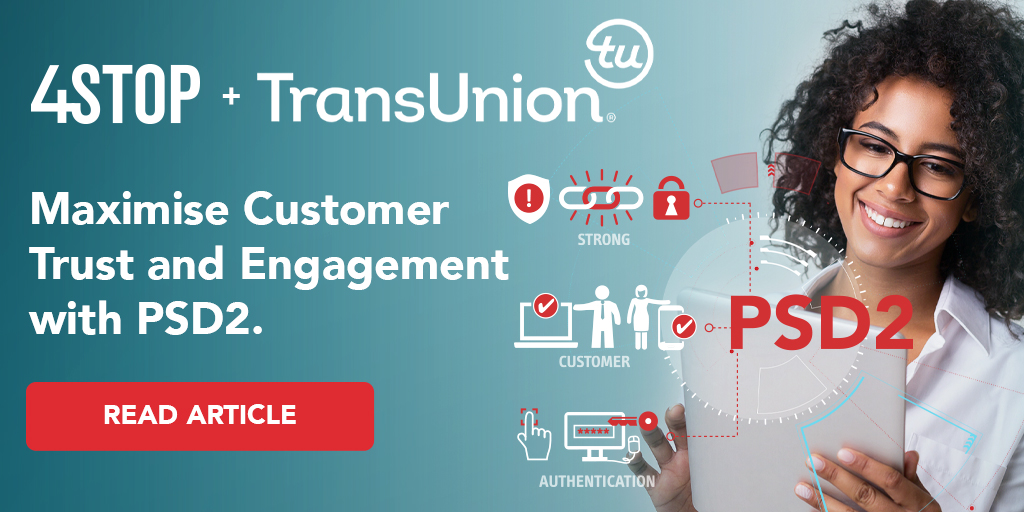 4STOP + TransUnion®
tu
Maximise Customer
Trust and Engagement
with PSD2.
READ ARTICLE
STRONG
CUSTOMER
AUTHENTICATION
PSD2
*****